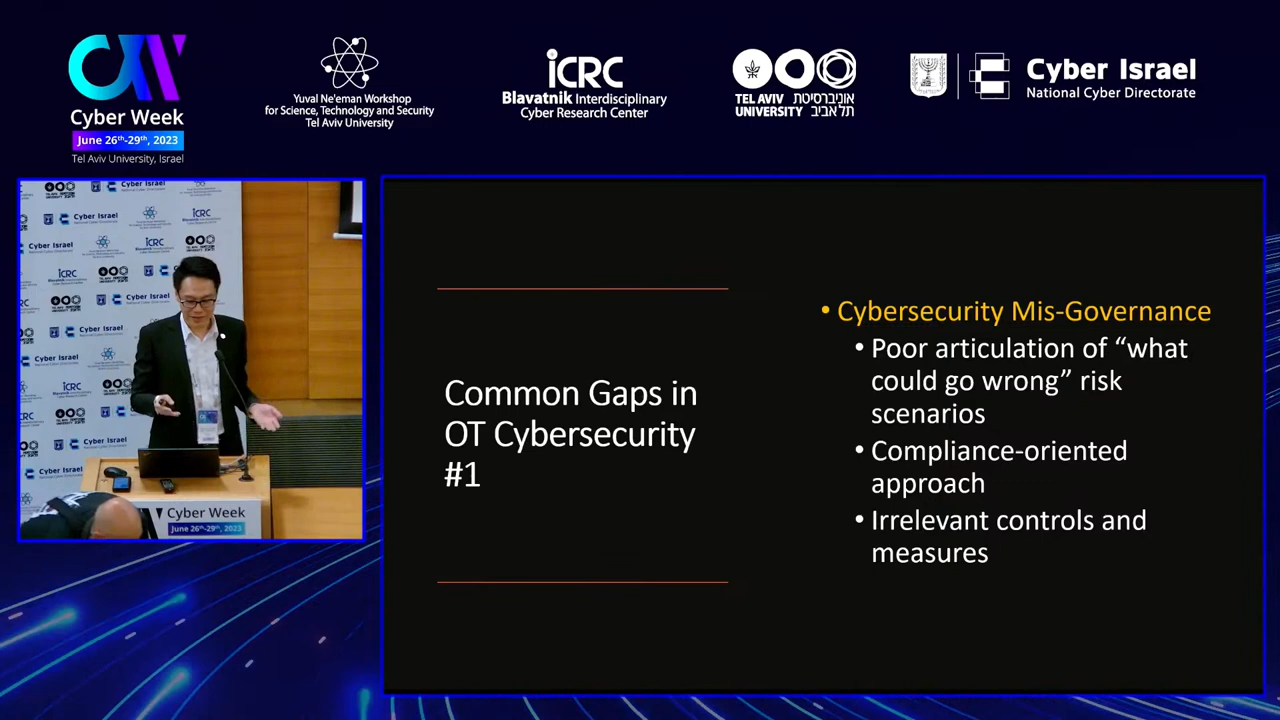 Cyber Week
June 26th-29th, 2023
Tel Aviv University, Israel
Yuval Ne'eman Workshop
for Science, Technology and Security
Tel Aviv University
iCRC
Blavatnik Interdisciplinary
Cyber Research Center
TEL AVIV אוניברסיטת
UNIVERSITY תל אביב
Cyber Israel
National Cyber Directorate
Common Gaps in
OT Cybersecurity
#1
• Cybersecurity Mis-Governance
• Poor articulation of “what
could go wrong” risk
scenarios
• Compliance-oriented
approach
• Irrelevant controls and
measures
Cyber Israel
iCRC
Cyber Week
June 26th-29th, 2023